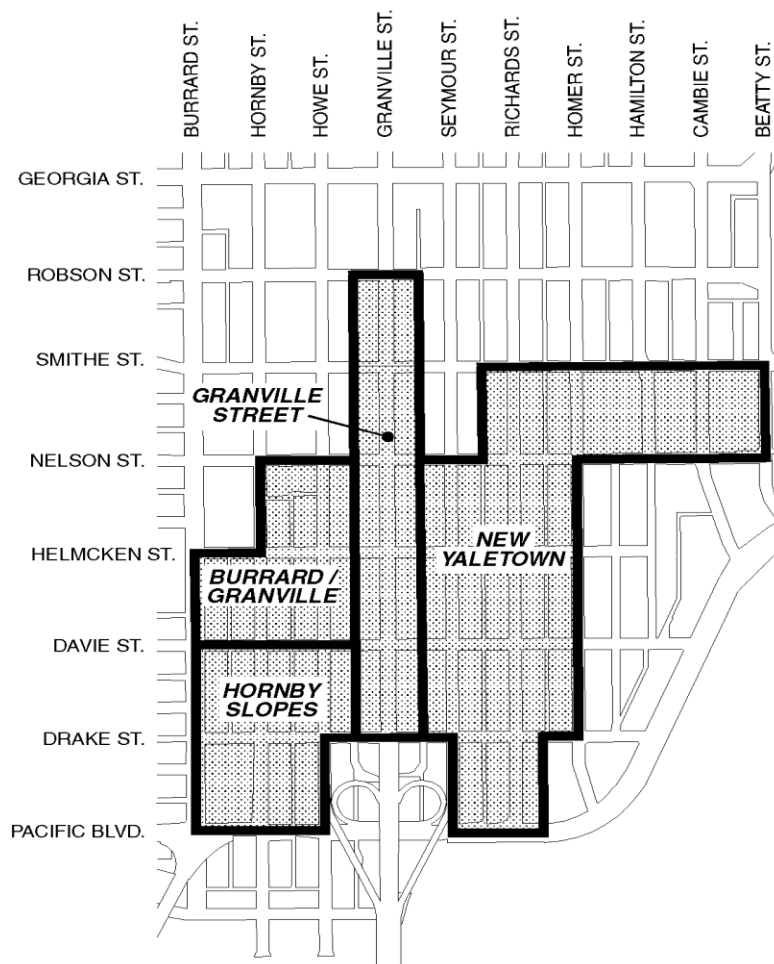 BURRARD ST.
HORNBY ST.
HOWE ST.
GRANVILLE ST.
SEYMOUR ST.
RICHARDS ST.
HOMER ST.
HAMILTON ST.
CAMBIE ST.
BEATTY ST.
GEORGIA ST.
ROBSON ST.
SMITHE ST.
GRANVILLE
STREET
NELSON ST.
HELMCKEN ST.
NEW
YALETOWN
BURRARD /
GRANVILLE
DAVIE ST.
HORNBY
SLOPES
DRAKE ST.
PACIFIC BLVD.